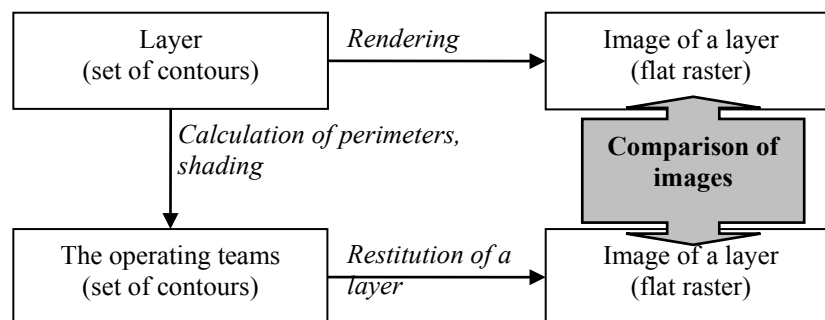 Layer
(set of contours)
Rendering
Image of a layer
(flat raster)
Calculation of perimeters,
shading
Comparison of
images
The operating teams
(set of contours)
Restitution of a
layer
Image of a layer
(flat raster)